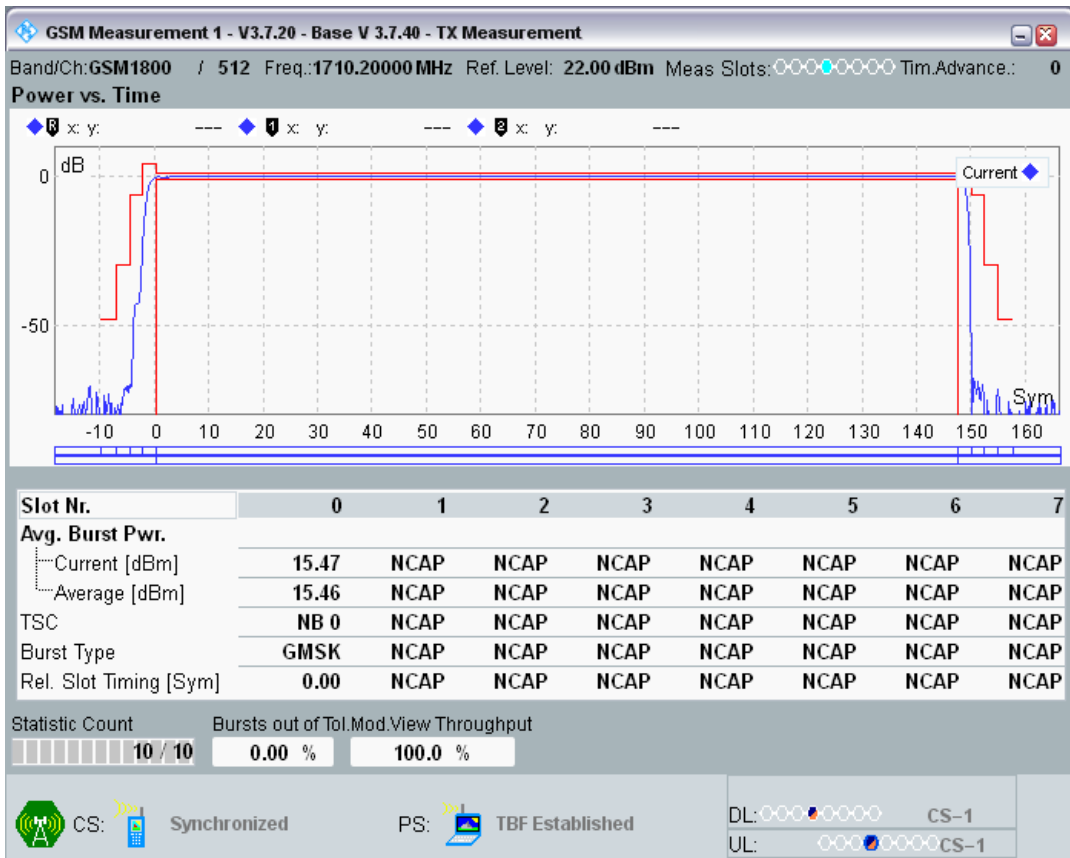 GSM Measurement 1 - V3.7.20 - Base V 3.7.40 - TX Measurement
Band/Ch:GSM1800 / 512 Freq.:1710.20000 MHz Ref. Level: 22.00 dBm Meas Slots: Tim.Advance.: 0
Power vs. Time
R x: y: --- 1 x: y: --- 2 x: y: ---
dB
Current
0
-50
Sym
-10 0 10 20 30 40 50 60 70 80 90 100 110 120 130 140 150 160
Slot Nr. 0 1 2 3 4 5 6 7
Avg. Burst Pwr.
Current [dBm] 15.47 NCAP NCAP NCAP NCAP NCAP NCAP NCAP
Average [dBm] 15.46 NCAP NCAP NCAP NCAP NCAP NCAP NCAP
TSC NB 0 NCAP NCAP NCAP NCAP NCAP NCAP NCAP
Burst Type GMSK NCAP NCAP NCAP NCAP NCAP NCAP NCAP
Rel. Slot Timing [Sym] 0.00 NCAP NCAP NCAP NCAP NCAP NCAP NCAP
Statistic Count Bursts out of Tol.Mod.View Throughput
10 / 10 0.00 % 100.0 %
CS: Synchronized PS: TBF Established
DL: CS-1
UL: CS-1